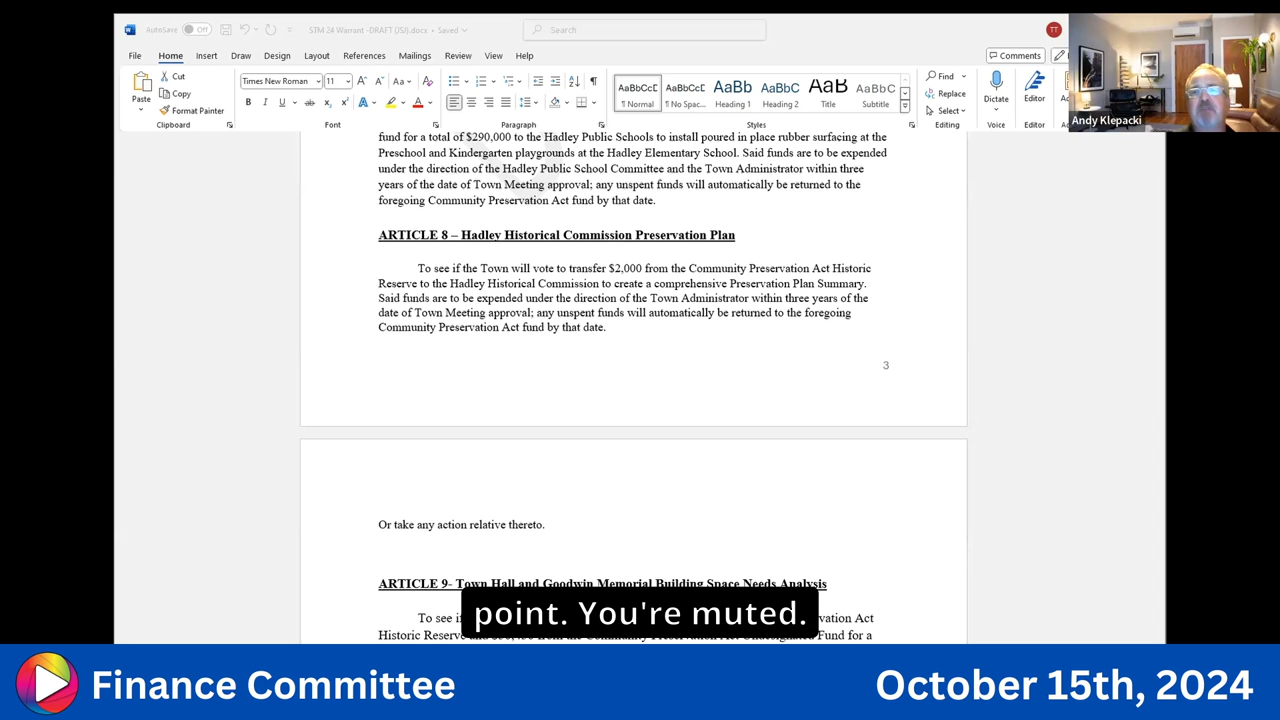 AutoSave Off STM 24 Warrant -DRAFT (JSJ).docx • Saved Search TT
File Home Insert Draw Design Layout References Mailings Review View Help Comments
Paste Cut Copy Format Painter Clipboard
Times New Roman 11 Font
Paragraph
AaBbCcD ¶ Normal AaBbCcD ¶ No Spac... AaBb Heading 1 AaBbC Heading 2 AaB Title AaBbC Subtitle Styles
Find Replace Select Editing
Dictate Voice Editor Editor
Andy Klepacki
fund for a total of $290,000 to the Hadley Public Schools to install poured in place rubber surfacing at the
Preschool and Kindergarten playgrounds at the Hadley Elementary School. Said funds are to be expended
under the direction of the Hadley Public School Committee and the Town Administrator within three
years of the date of Town Meeting approval; any unspent funds will automatically be returned to the
foregoing Community Preservation Act fund by that date.
ARTICLE 8 – Hadley Historical Commission Preservation Plan
To see if the Town will vote to transfer $2,000 from the Community Preservation Act Historic
Reserve to the Hadley Historical Commission to create a comprehensive Preservation Plan Summary.
Said funds are to be expended under the direction of the Town Administrator within three years of the
date of Town Meeting approval; any unspent funds will automatically be returned to the foregoing
Community Preservation Act fund by that date.
3
Or take any action relative thereto.
ARTICLE 9- Town Hall and Goodwin Memorial Building Space Needs Analysis
To see if
Historic Reserve Fund for a
point. You're muted.
Finance Committee
October 15th, 2024